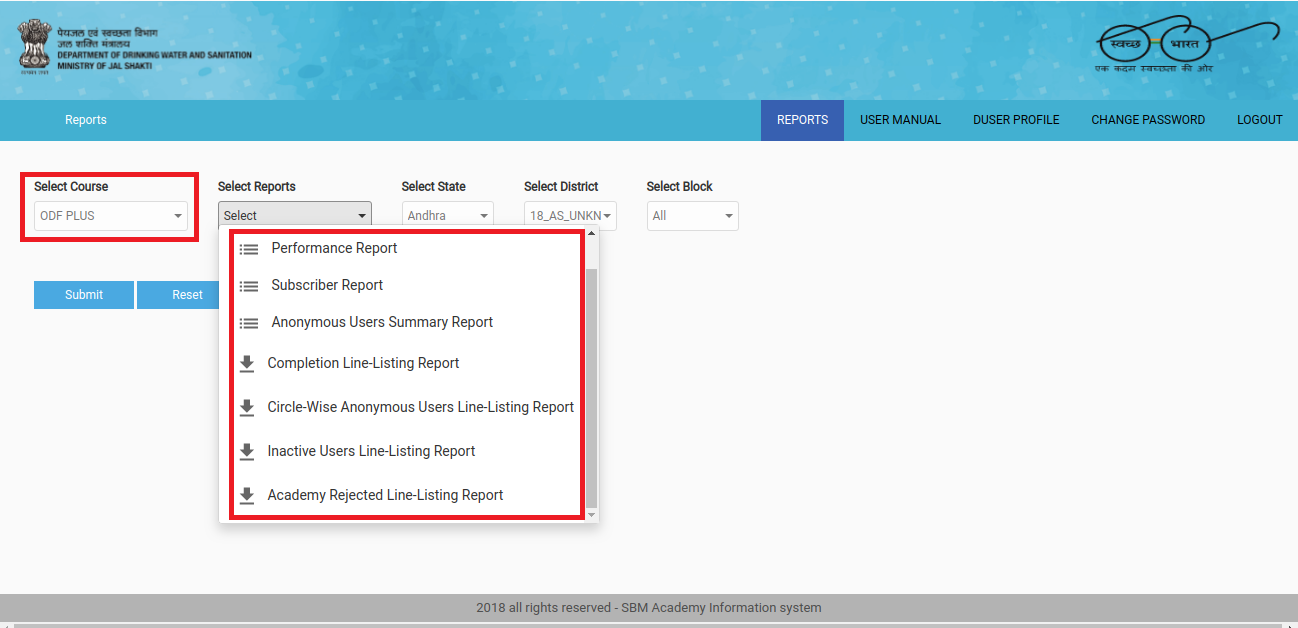 पेयजल एवं स्वच्छता विभाग
जल शक्ति मंत्रालय
DEPARTMENT OF DRINKING WATER AND SANITATION
MINISTRY OF JAL SHAKTI
स्वच्छ भारत
एक कदम स्वच्छता की ओर
Reports
REPORTS USER MANUAL DUSER PROFILE CHANGE PASSWORD LOGOUT
Select Course Select Reports Select State Select District Select Block
ODF PLUS Select Andhra 18_AS_UNKN All
Performance Report
Subscriber Report
Submit Reset
Anonymous Users Summary Report
Completion Line-Listing Report
Circle-Wise Anonymous Users Line-Listing Report
Inactive Users Line-Listing Report
Academy Rejected Line-Listing Report
2018 all rights reserved - SBM Academy Information system